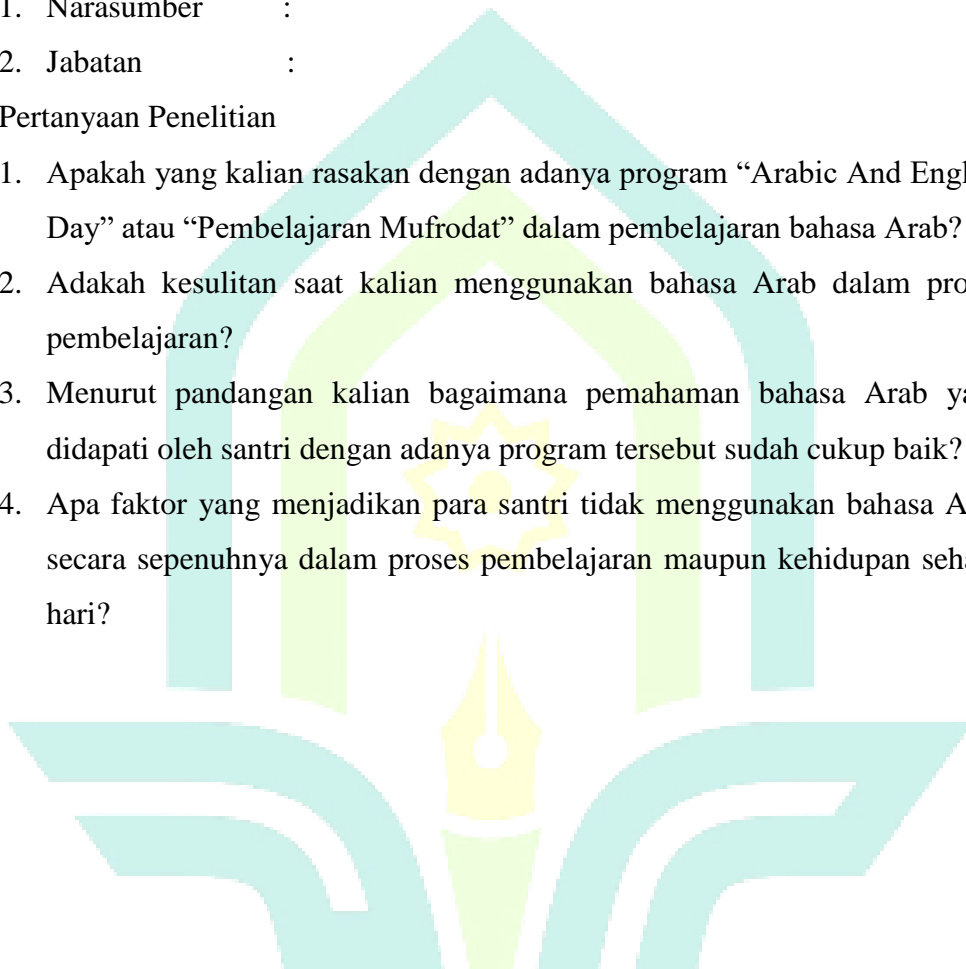 1. Narasumber :
2. Jabatan :
Pertanyaan Penelitian
1. Apakah yang kalian rasakan dengan adanya program “Arabic And Engl
Day” atau “Pembelajaran Mufrodat” dalam pembelajaran bahasa Arab?
2. Adakah kesulitan saat kalian menggunakan bahasa Arab dalam pro
pembelajaran?
3. Menurut pandangan kalian bagaimana pemahaman bahasa Arab ya
didapati oleh santri dengan adanya program tersebut sudah cukup baik?
4. Apa faktor yang menjadikan para santri tidak menggunakan bahasa A
secara sepenuhnya dalam proses pembelajaran maupun kehidupan seha
hari?